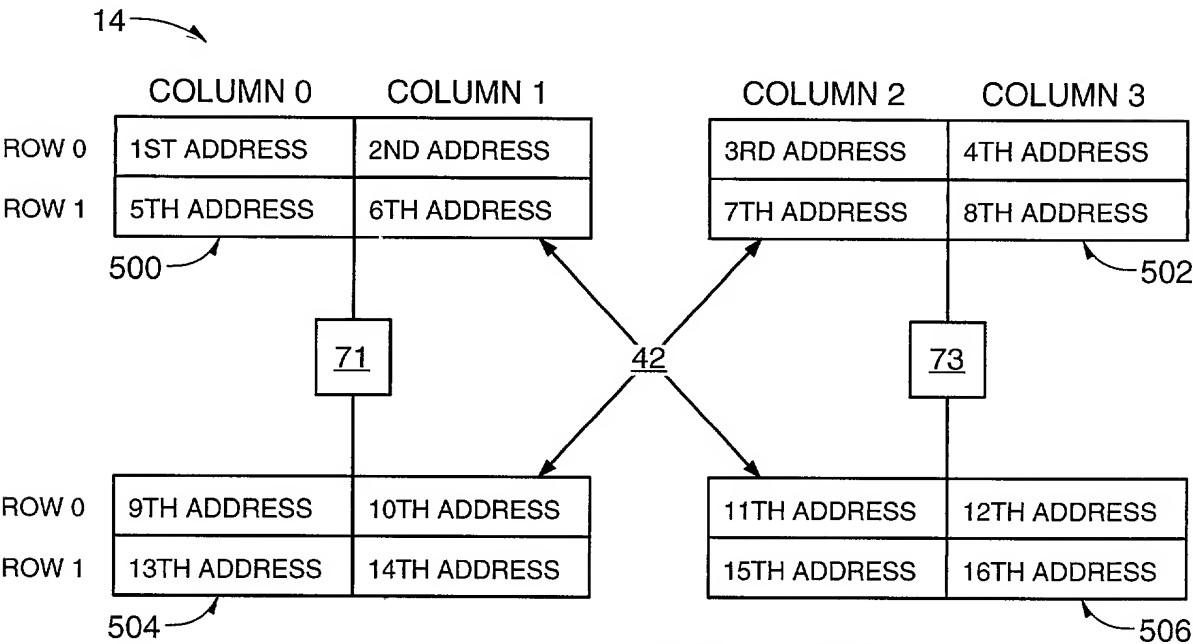 14
COLUMN 0 COLUMN 1 COLUMN 2 COLUMN 3
ROW 0 1ST ADDRESS 2ND ADDRESS 3RD ADDRESS 4TH ADDRESS
ROW 1 5TH ADDRESS 6TH ADDRESS 7TH ADDRESS 8TH ADDRESS
500 502
71 42 73
ROW 0 9TH ADDRESS 10TH ADDRESS 11TH ADDRESS 12TH ADDRESS
ROW 1 13TH ADDRESS 14TH ADDRESS 15TH ADDRESS 16TH ADDRESS
504 506